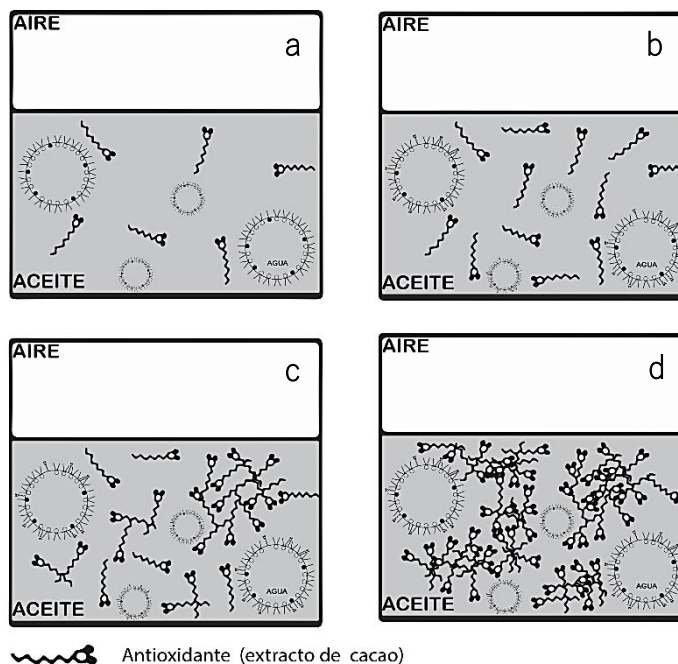 AIRE
a
AGUA
ACEITE
AIRE
b
AGUA
ACEITE
AIRE
c
AGUA
ACEITE
AIRE
d
AGUA
ACEITE
Antioxidante (extracto de cacao)